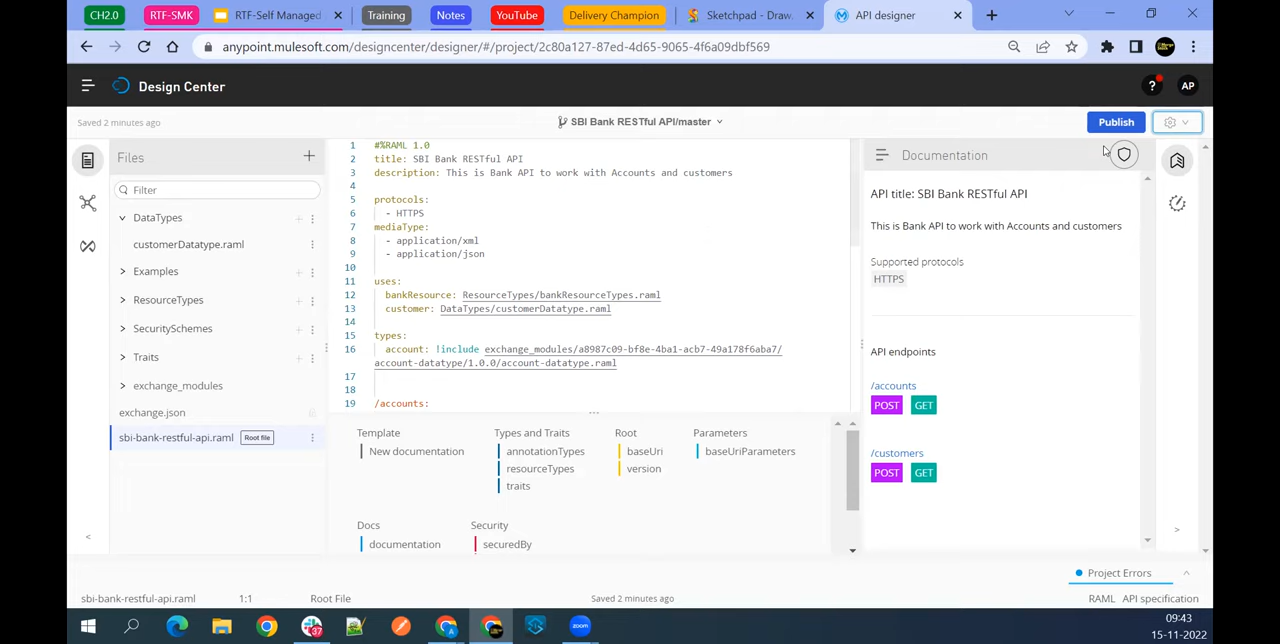 CH2.0
RTF-SMK
RTF-Self Managed
Training
Notes
YouTube
Delivery Champion
Sketchpad - Draw.
API designer
anypoint.mulesoft.com/designcenter/designer/#/project/2c80a127-87ed-4d65-9065-4f6a09dbf569
Design Center
?
AP
Saved 2 minutes ago
SBI Bank RESTful API/master
Publish
Files
Filter
DataTypes
customerDatatype.raml
Examples
ResourceTypes
SecuritySchemes
Traits
exchange_modules
exchange.json
sbi-bank-restful-api.raml Root file
1 #%RAML 1.0
2 title: SBI Bank RESTful API
3 description: This is Bank API to work with Accounts and customers
4
5 protocols:
6 - HTTPS
7 mediaType:
8 - application/xml
9 - application/json
10
11 uses:
12 bankResource: ResourceTypes/bankResourceTypes.raml
13 customer: DataTypes/customerDatatype.raml
14
15 types:
16 account: !include exchange_modules/a8987c09-bf8e-4ba1-acb7-49a178f6aba7/
account-datatype/1.0.0/account-datatype.raml
17
18
19 /accounts:
Template
New documentation
Types and Traits
annotationTypes
resourceTypes
traits
Root
baseUri
version
Parameters
baseUriParameters
Docs
documentation
Security
securedBy
Documentation
API title: SBI Bank RESTful API
This is Bank API to work with Accounts and customers
Supported protocols
HTTPS
API endpoints
/accounts
POST GET
/customers
POST GET
Project Errors
sbi-bank-restful-api.raml
1:1
Root File
Saved 2 minutes ago
RAML
API specification
37
zoom
09:43
15-11-2022